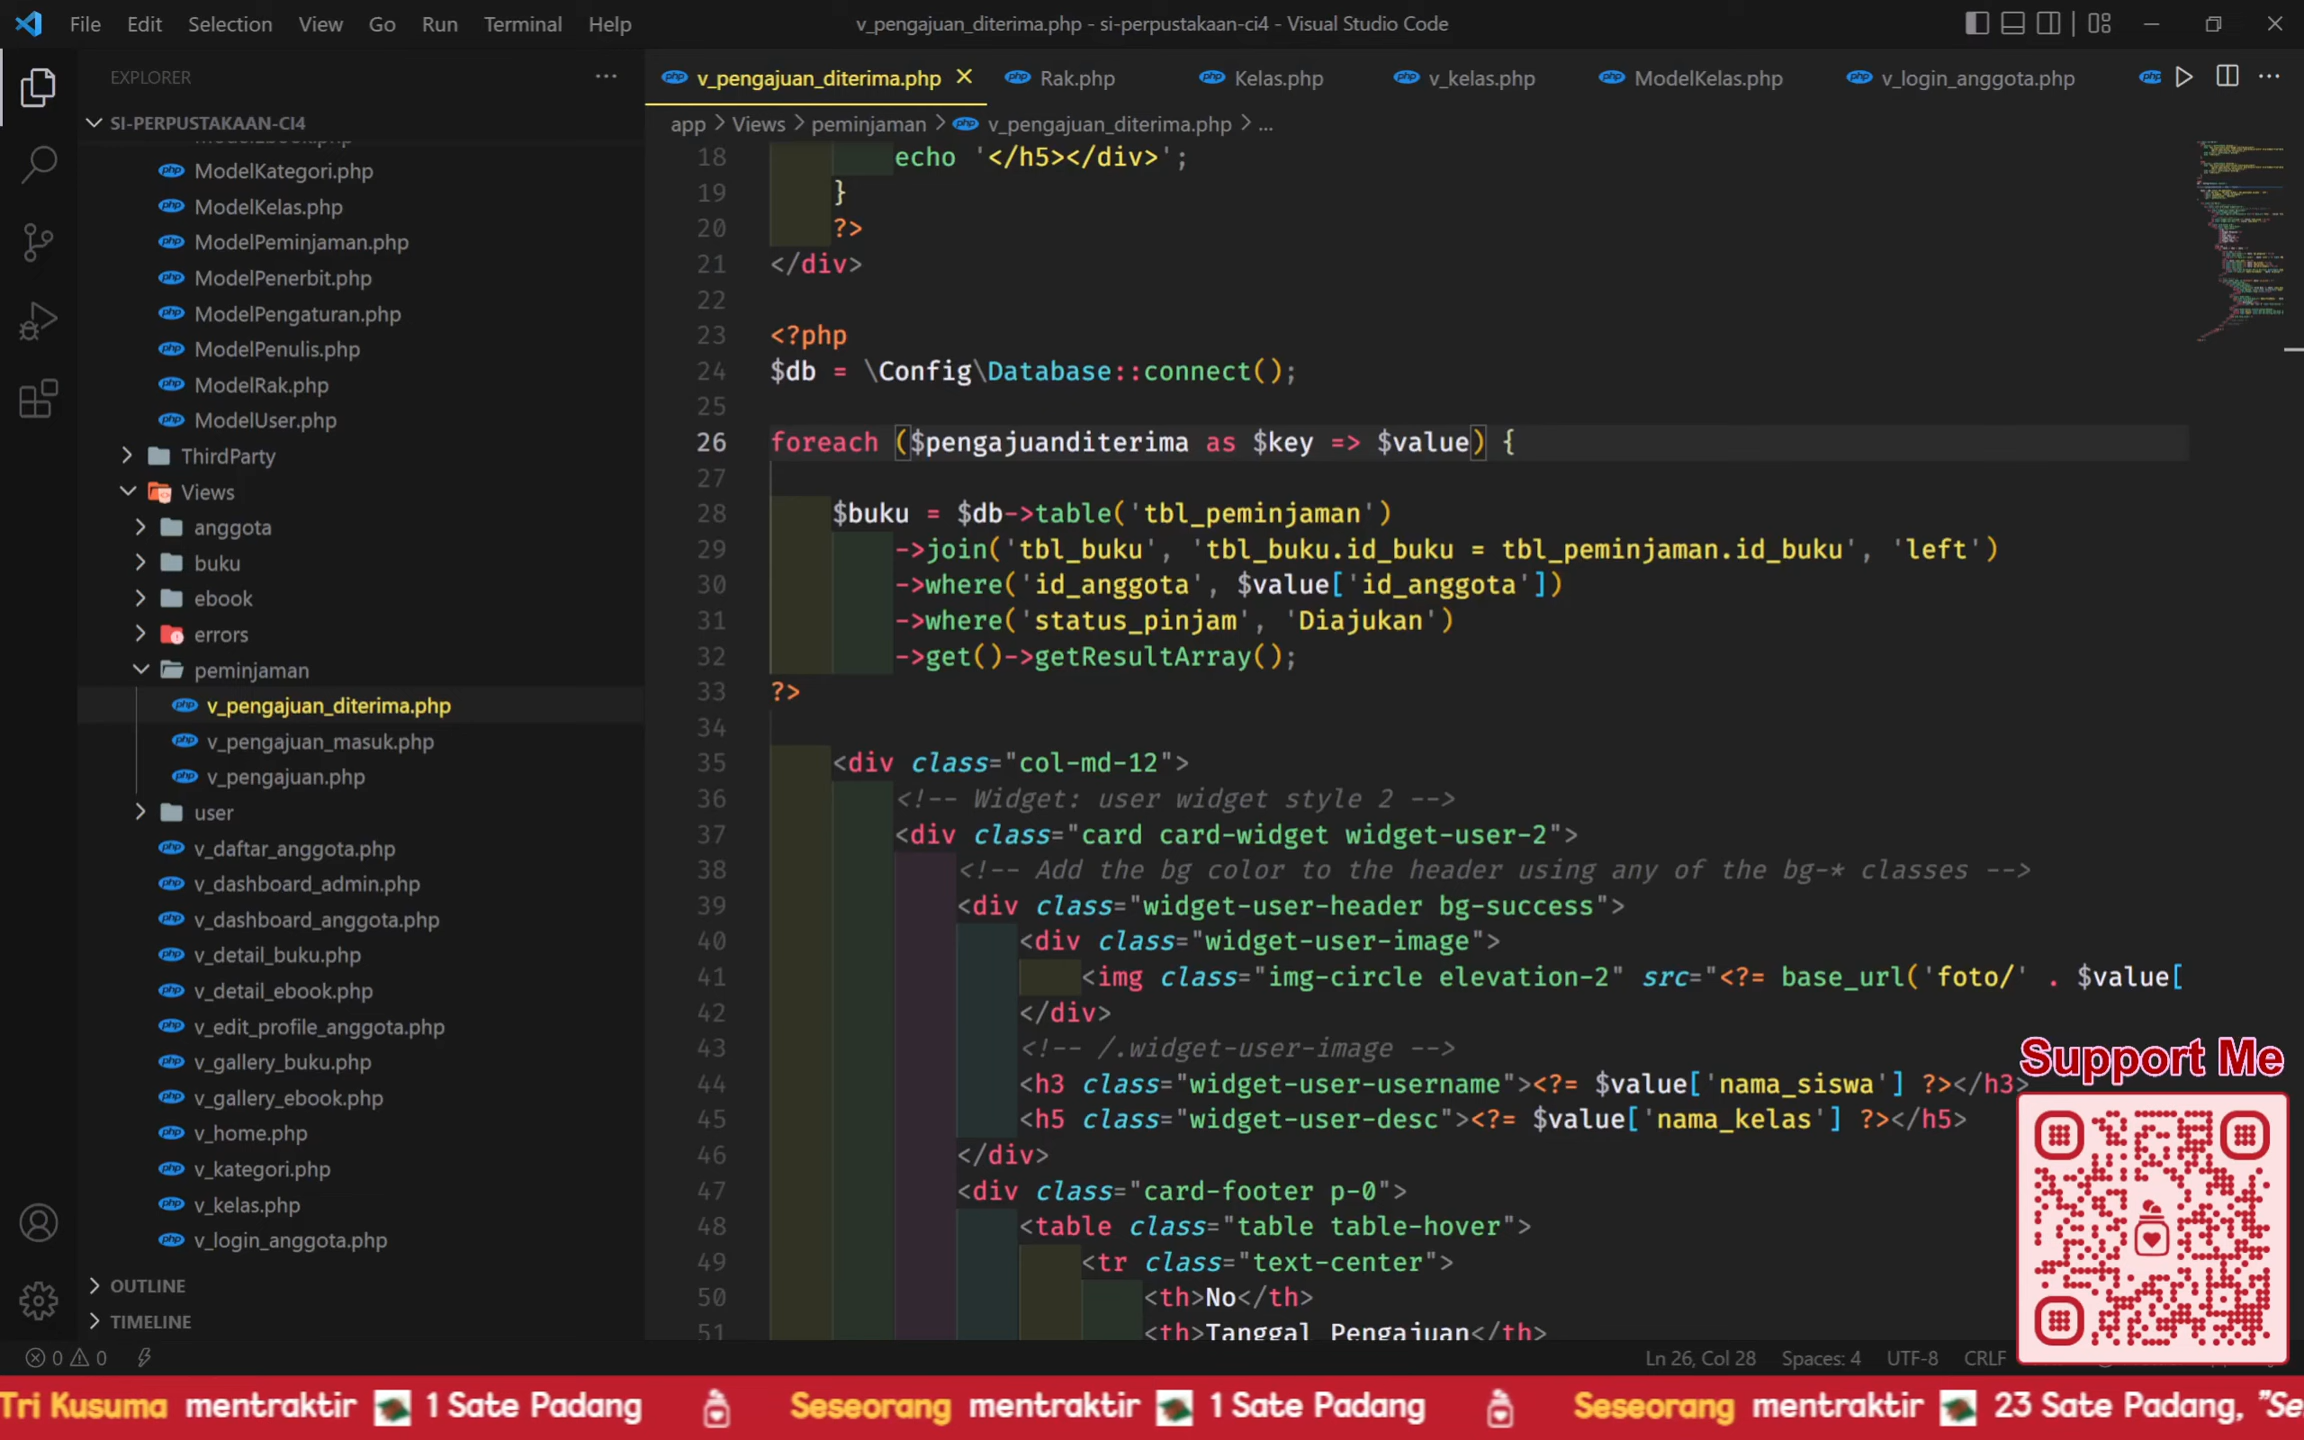 File Edit Selection View Go Run Terminal Help
v_pengajuan_diterima.php - si-perpustakaan-ci4 - Visual Studio Code
EXPLORER
SI-PERPUSTAKAAN-CI4
ModelKategori.php
ModelKelas.php
ModelPeminjaman.php
ModelPenerbit.php
ModelPengaturan.php
ModelPenulis.php
ModelRak.php
ModelUser.php
ThirdParty
Views
anggota
buku
ebook
errors
peminjaman
v_pengajuan_diterima.php
v_pengajuan_masuk.php
v_pengajuan.php
user
v_daftar_anggota.php
v_dashboard_admin.php
v_dashboard_anggota.php
v_detail_buku.php
v_detail_ebook.php
v_edit_profile_anggota.php
v_gallery_buku.php
v_gallery_ebook.php
v_home.php
v_kategori.php
v_kelas.php
v_login_anggota.php
OUTLINE
TIMELINE
v_pengajuan_diterima.php Rak.php Kelas.php v_kelas.php ModelKelas.php v_login_anggota.php
app > Views > peminjaman > v_pengajuan_diterima.php > ...
18 echo '</h5></div>';
19 }
20 ?>
21 </div>
22
23 <?php
24 $db = \Config\Database::connect();
25
26 foreach ($pengajuanditerima as $key => $value) {
27
28 $buku = $db->table('tbl_peminjaman')
29 ->join('tbl_buku', 'tbl_buku.id_buku = tbl_peminjaman.id_buku', 'left')
30 ->where('id_anggota', $value['id_anggota'])
31 ->where('status_pinjam', 'Diajukan')
32 ->get()->getResultArray();
33 ?>
34
35 <div class="col-md-12">
36 <!-- Widget: user widget style 2 -->
37 <div class="card card-widget widget-user-2">
38 <!-- Add the bg color to the header using any of the bg-* classes -->
39 <div class="widget-user-header bg-success">
40 <div class="widget-user-image">
41 <img class="img-circle elevation-2" src="<?= base_url('foto/' . $value[
42 </div>
43 <!-- /.widget-user-image -->
44 <h3 class="widget-user-username"><?= $value['nama_siswa'] ?></h3>
45 <h5 class="widget-user-desc"><?= $value['nama_kelas'] ?></h5>
46 </div>
47 <div class="card-footer p-0">
48 <table class="table table-hover">
49 <tr class="text-center">
50 <th>No</th>
51 <th>Tanggal Pengajuan</th>
Support Me
0 0 Ln 26, Col 28 Spaces: 4 UTF-8 CRLF
Tri Kusuma mentraktir 1 Sate Padang Seseorang mentraktir 1 Sate Padang Seseorang mentraktir 23 Sate Padang, "Se